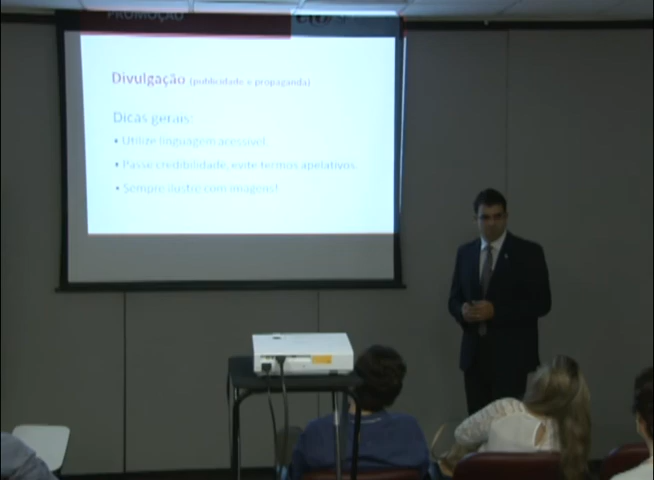 PROMOÇÃO
Divulgação (publicidade e propaganda)
Dicas gerais:
• Utilize linguagem acessível.
• Passe credibilidade, evite termos apelativos.
• Sempre ilustre com imagens!